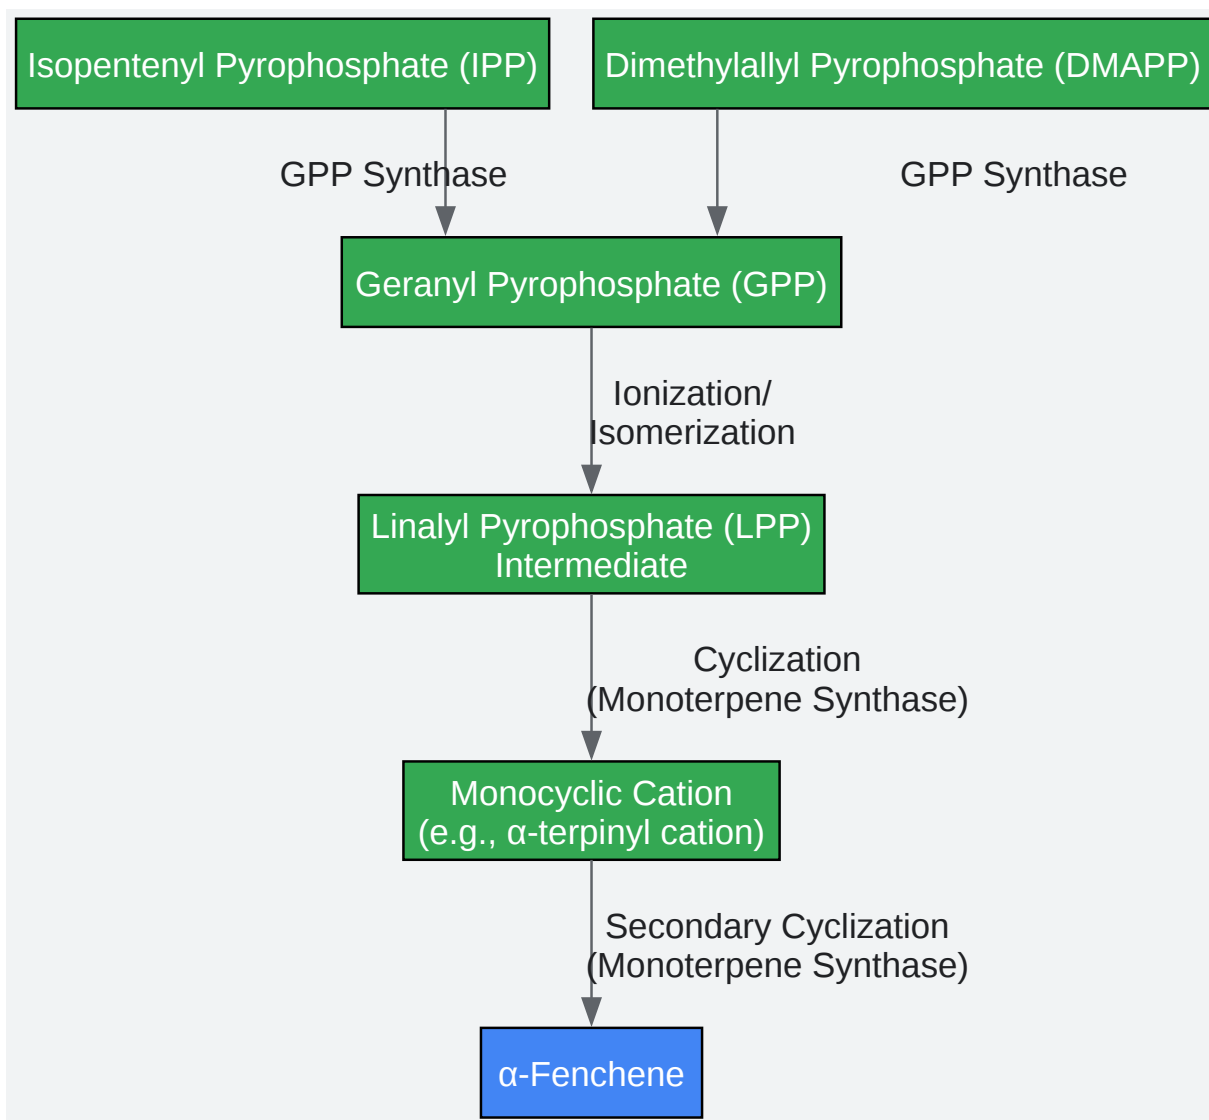 Isopentenyl Pyrophosphate (IPP)
Dimethylallyl Pyrophosphate (DMAPP)
GPP Synthase
GPP Synthase
Geranyl Pyrophosphate (GPP)
Ionization/
Isomerization
Linalyl Pyrophosphate (LPP)
Intermediate
Cyclization
(Monoterpene Synthase)
Monocyclic Cation
(e.g., α-terpinyl cation)
Secondary Cyclization
(Monoterpene Synthase)
α-Fenchene